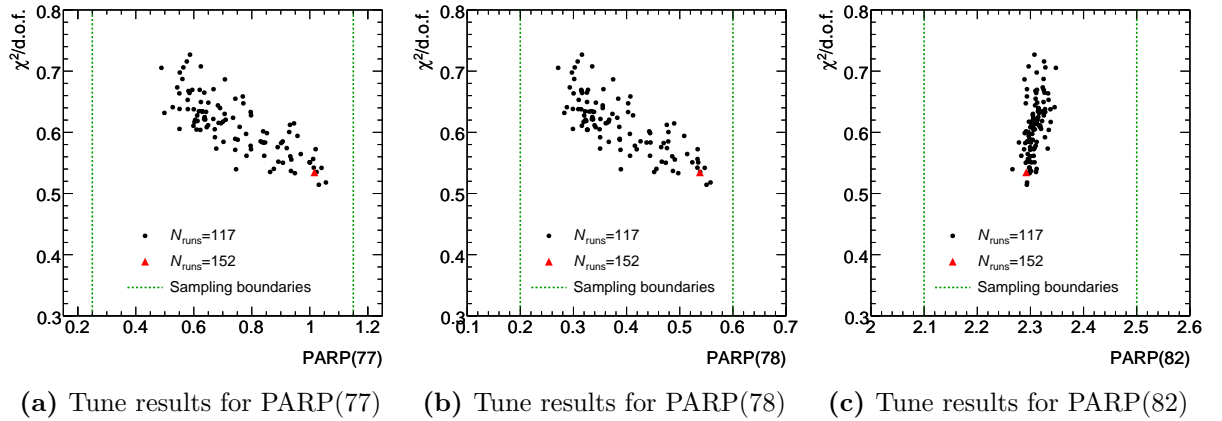 χ²/d.o.f.
0.8
0.7
0.6
0.5
0.4
0.3
N_runs=117
N_runs=152
Sampling boundaries
0.2 0.4 0.6 0.8 1 1.2
PARP(77)
(a) Tune results for PARP(77)
χ²/d.o.f.
0.8
0.7
0.6
0.5
0.4
0.3
N_runs=117
N_runs=152
Sampling boundaries
0.1 0.2 0.3 0.4 0.5 0.6 0.7
PARP(78)
(b) Tune results for PARP(78)
χ²/d.o.f.
0.8
0.7
0.6
0.5
0.4
0.3
N_runs=117
N_runs=152
Sampling boundaries
2 2.1 2.2 2.3 2.4 2.5 2.6
PARP(82)
(c) Tune results for PARP(82)